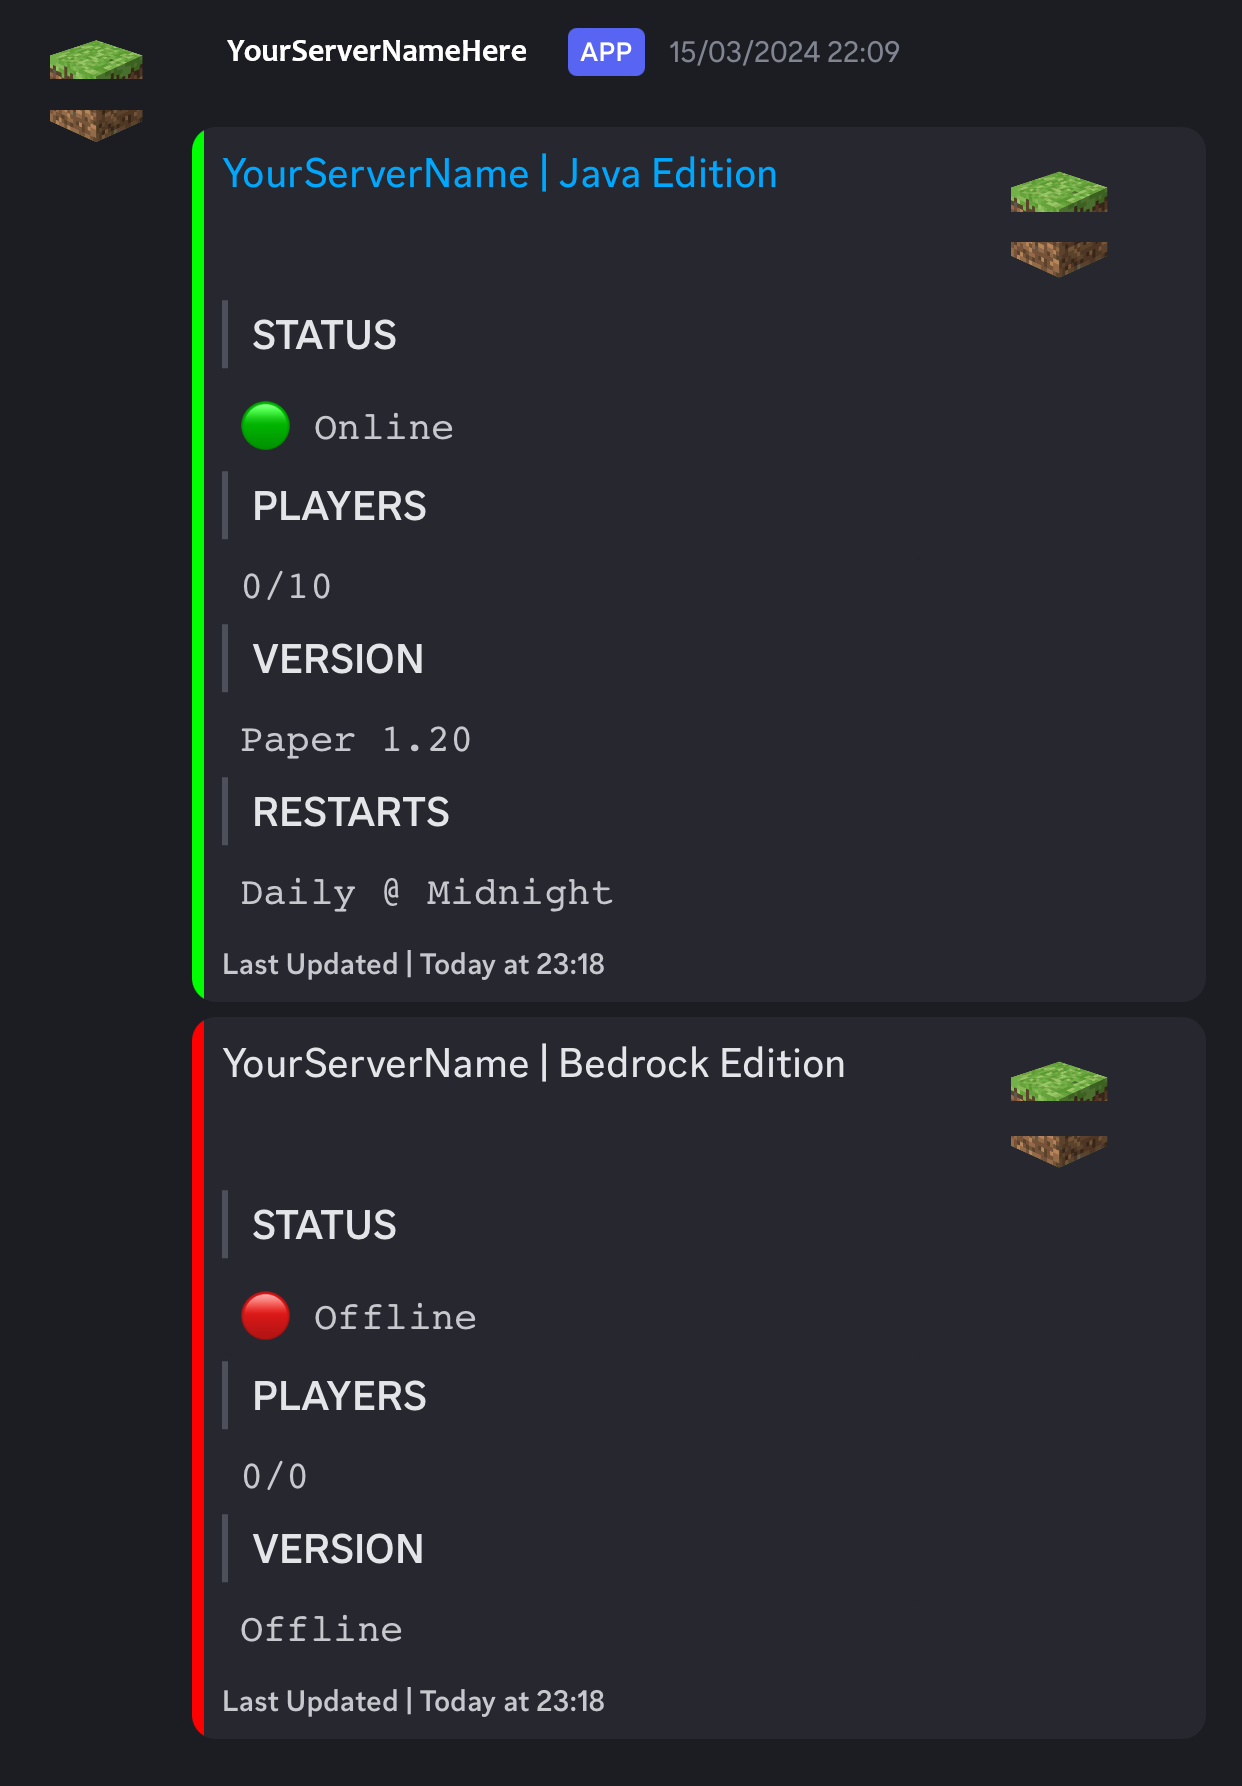 YourServerNameHere APP 15/03/2024 22:09
YourServerName | Java Edition
STATUS
Online
PLAYERS
0/10
VERSION
Paper 1.20
RESTARTS
Daily @ Midnight
Last Updated | Today at 23:18
YourServerName | Bedrock Edition
STATUS
Offline
PLAYERS
0/0
VERSION
Offline
Last Updated | Today at 23:18